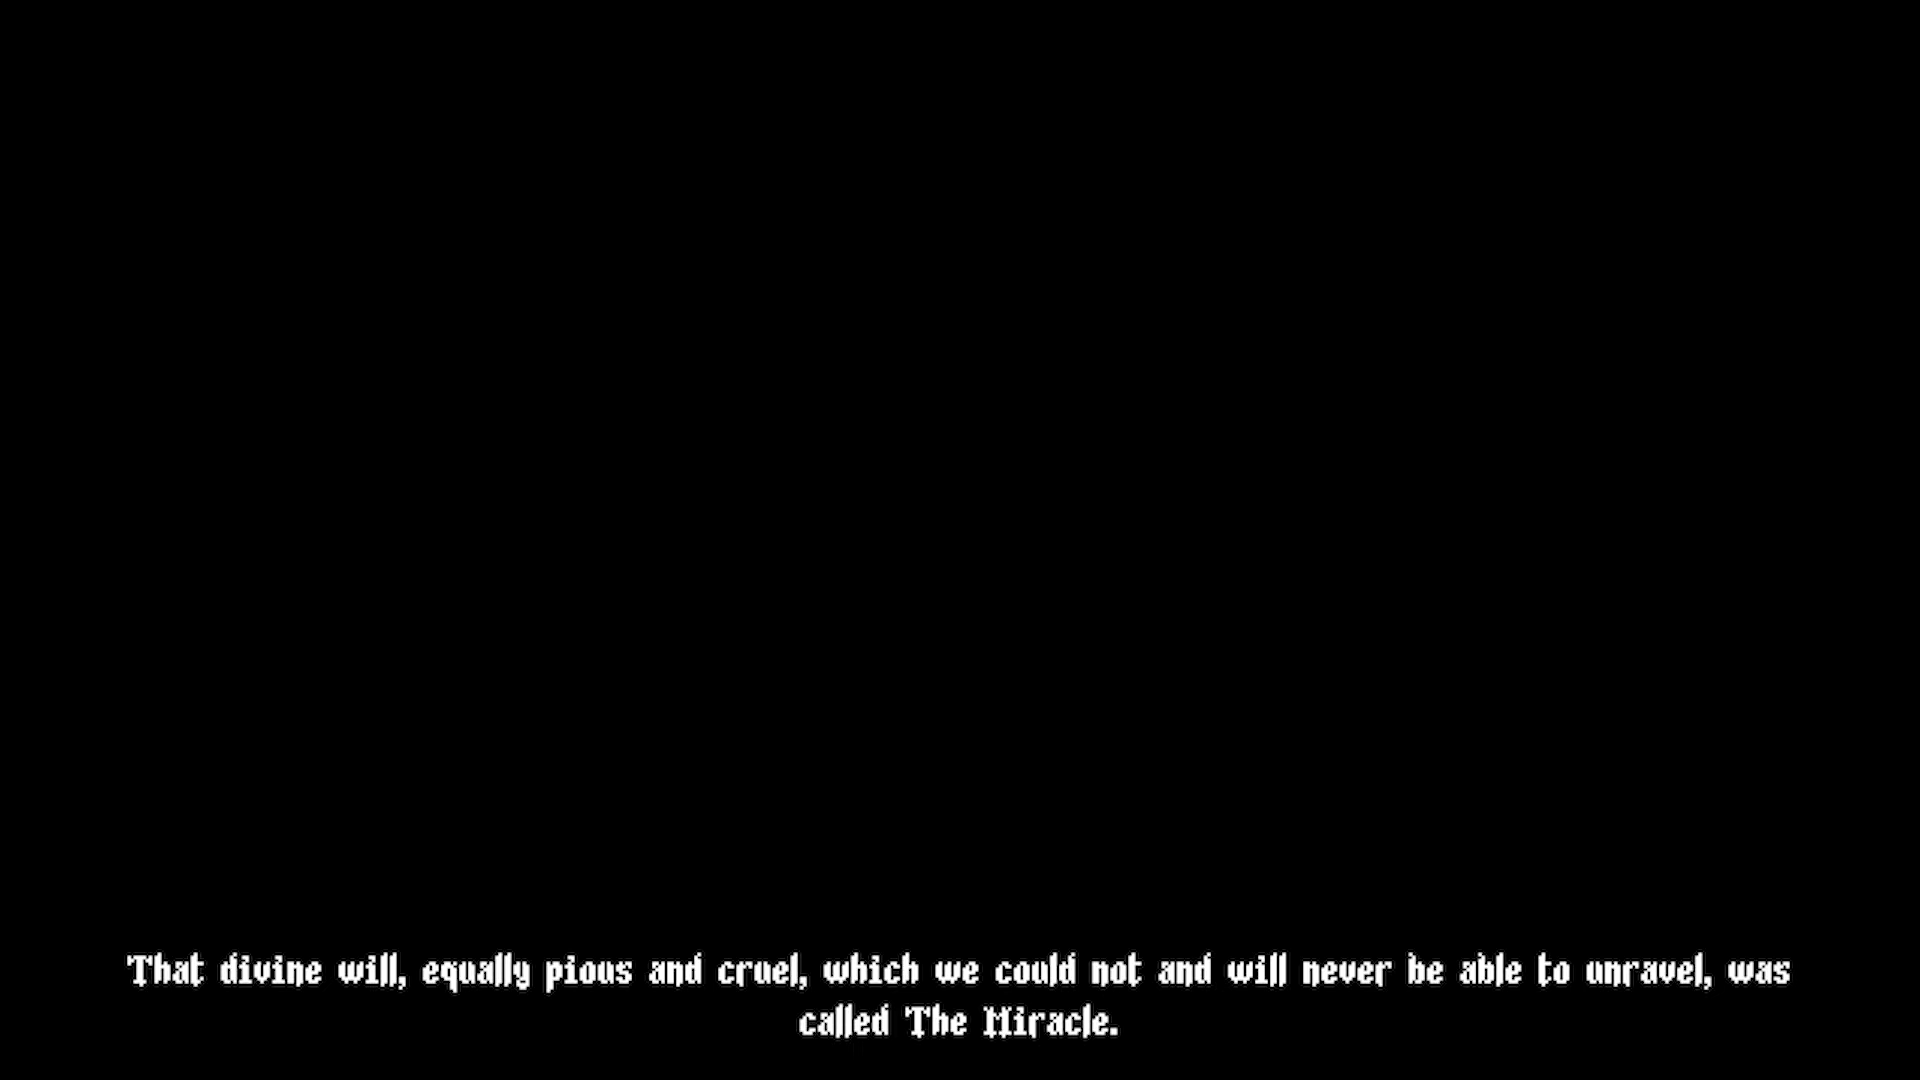 That divine will, equally pious and cruel, which we could not and will never be able to unravel, was
called The Miracle.